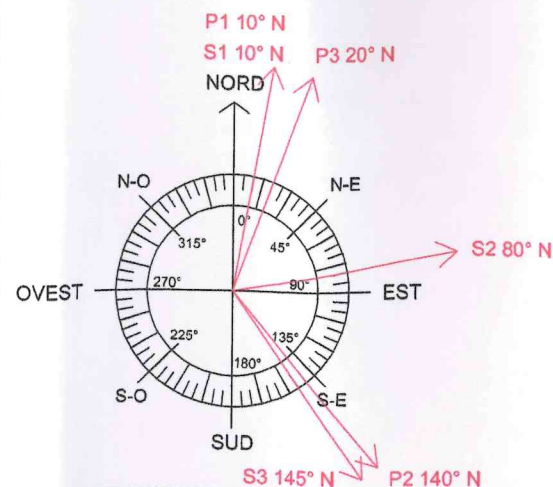 P1 10° N
S1 10° N
P3 20° N
NORD
N-O
N-E
0°
315°
45°
S2 80° N
OVEST
270°
90°
EST
225°
135°
180°
S-O
S-E
SUD
S3 145° N
P2 140° N